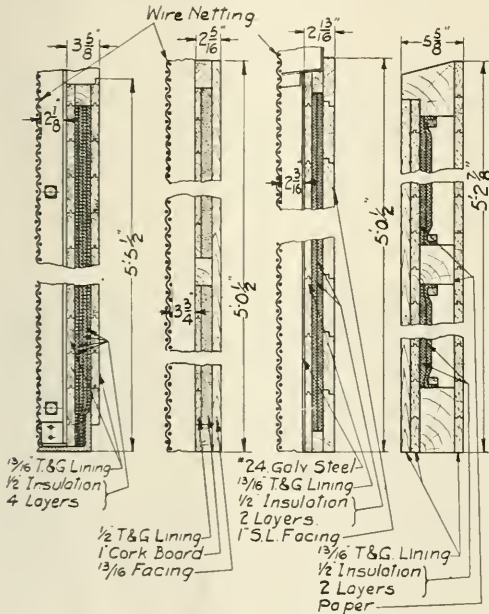 Wire Netting
3 5/8"
2 5/16"
2 13/16"
5 5/8"
2 1/8"
2 3/16"
3 3/4"
5'5 1/2"
5'0 1/2"
5'0 1/2"
5'2 7/8"
13/16" T.&G. Lining
1/2" Insulation
4 Layers
1/2" T&G Lining
1" Cork Board
13/16 Facing
#24 Galv Steel
13/16" T&G Lining
1/2" Insulation
2 Layers.
1" S.L. Facing
13/16" T&G. Lining
1/2" Insulation
2 Layers
Paper